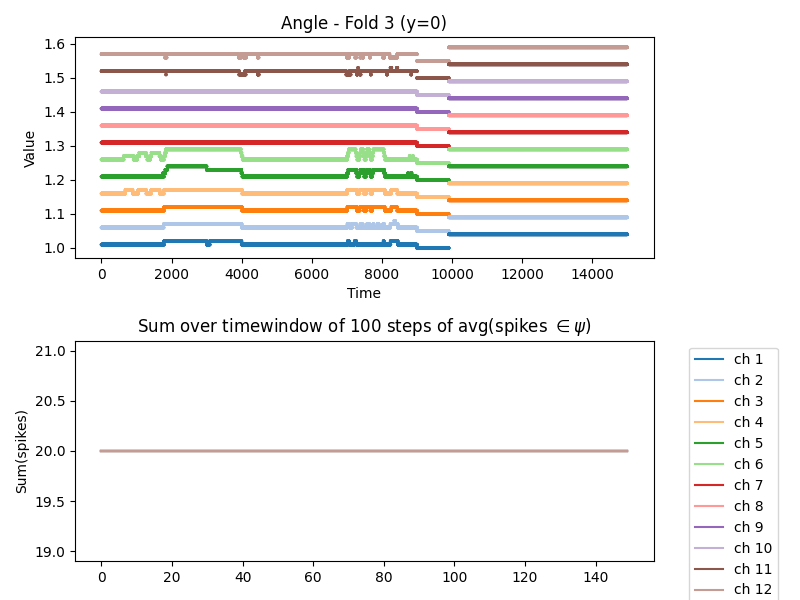 Angle - Fold 3 (y=0)
1.6
1.5
1.4
1.3
1.2
1.1
1.0
Value
0 2000 4000 6000 8000 10000 12000 14000
Time
Sum over timewindow of 100 steps of avg(spikes ∈ ψ)
21.0
20.5
20.0
19.5
19.0
Sum(spikes)
0 20 40 60 80 100 120 140
ch 1
ch 2
ch 3
ch 4
ch 5
ch 6
ch 7
ch 8
ch 9
ch 10
ch 11
ch 12